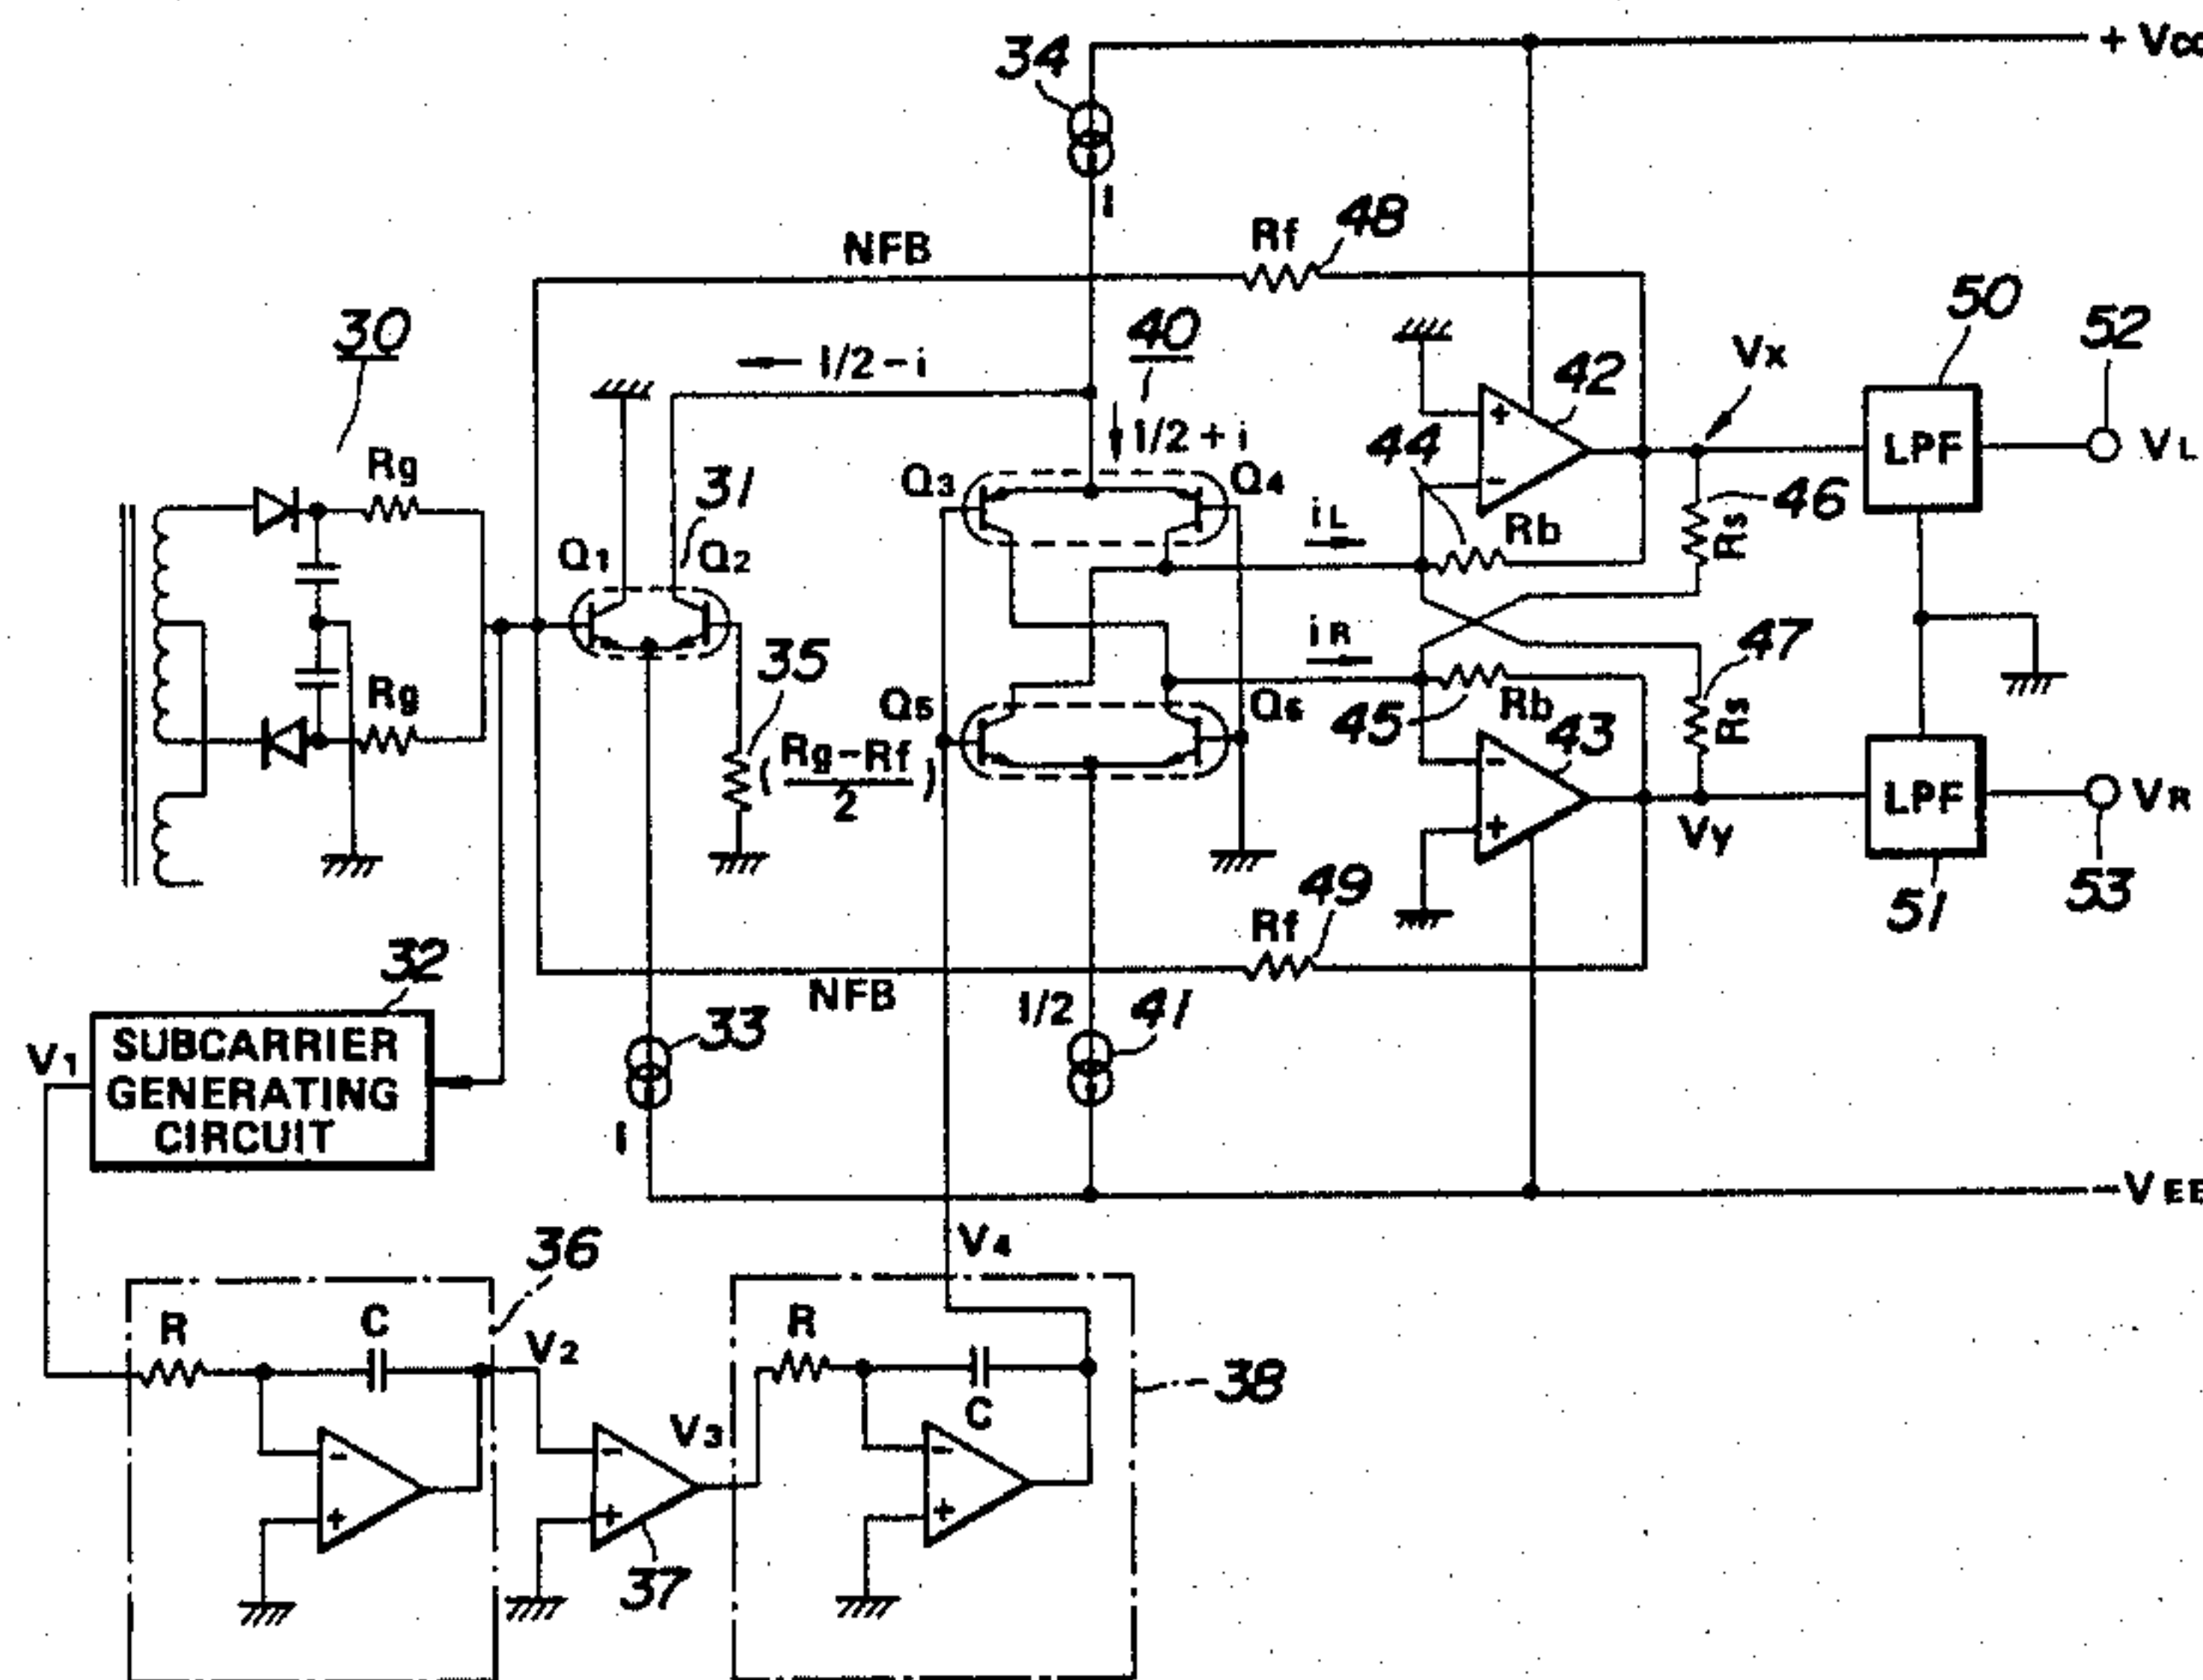 + Vcc
34
I
NFB
Rf
48
30
40
I/2 - i
I/2 + i
42
Vx
50
52
LPF
VL
Rg
31
Q1
Q2
Q3
Q4
44
Rb
iL
46
Rs
iR
47
Rs
35
( Rg-Rf / 2 )
Rg
Q5
Q6
45
Rb
43
Vy
LPF
VR
51
53
49
Rf
NFB
32
V1
SUBCARRIER
GENERATING
CIRCUIT
33
I
I/2
41
- VEE
V4
36
R
C
V2
37
V3
R
C
38
+
-
-
+
-
+
-
+
-
+